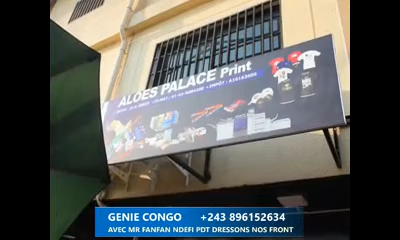 ALOES PALACE Print
GENIE CONGO +243 896152634
AVEC MR FANFAN NDEFI PDT DRESSONS NOS FRONT